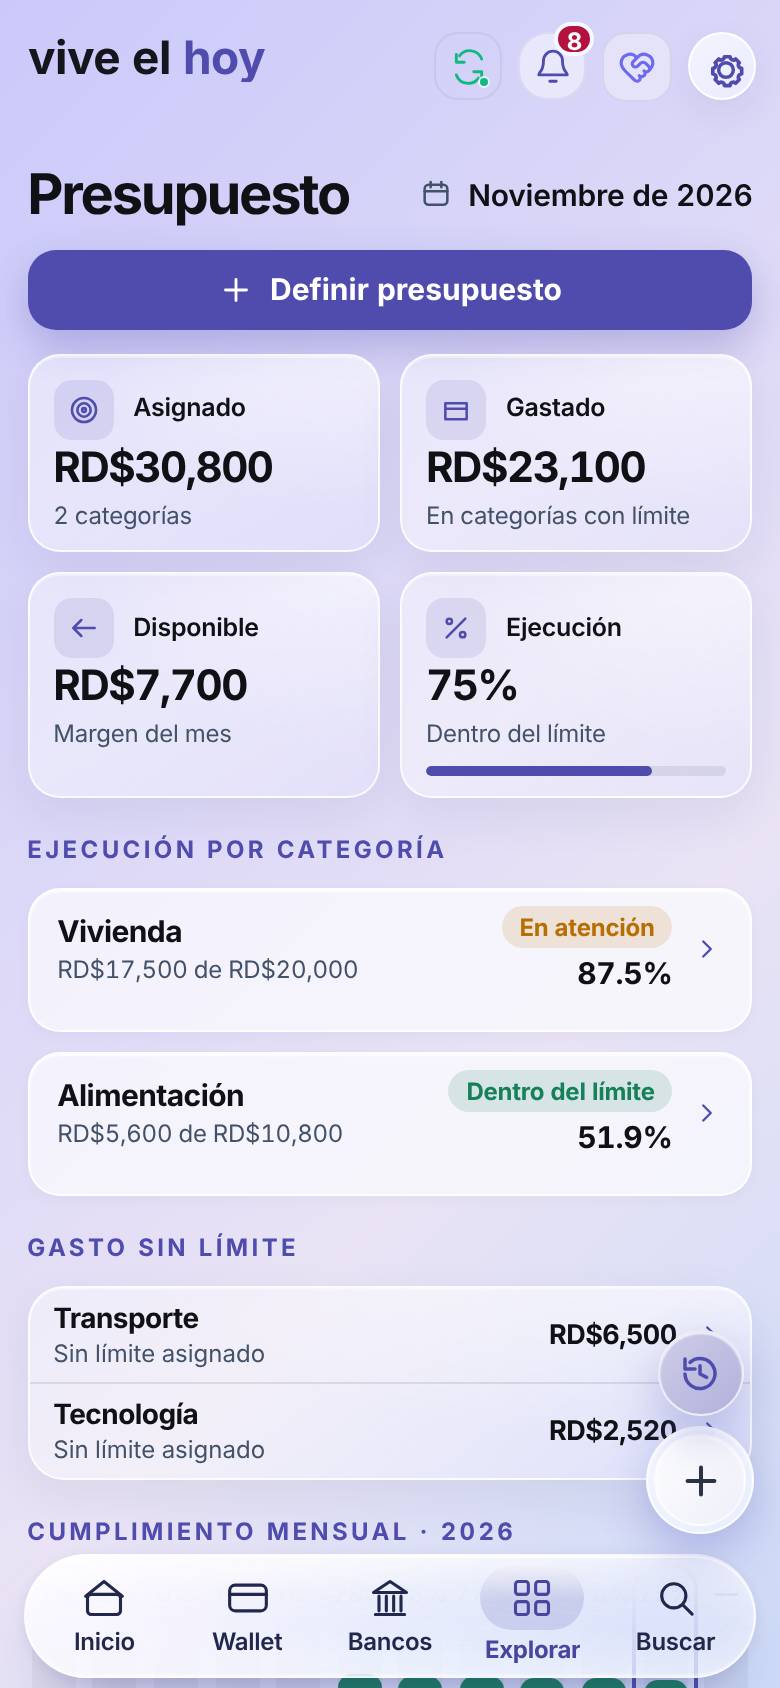 vive el hoy
8
Presupuesto
Noviembre de 2026
Definir presupuesto
Asignado
RD$30,800
2 categorías
Gastado
RD$23,100
En categorías con límite
Disponible
RD$7,700
Margen del mes
Ejecución
75%
Dentro del límite
EJECUCIÓN POR CATEGORÍA
Vivienda
En atención
RD$17,500 de RD$20,000
87.5%
Alimentación
Dentro del límite
RD$5,600 de RD$10,800
51.9%
GASTO SIN LÍMITE
Transporte
RD$6,500
Sin límite asignado
Tecnología
RD$2,520
Sin límite asignado
CUMPLIMIENTO MENSUAL · 2026
Inicio
Wallet
Bancos
Explorar
Buscar